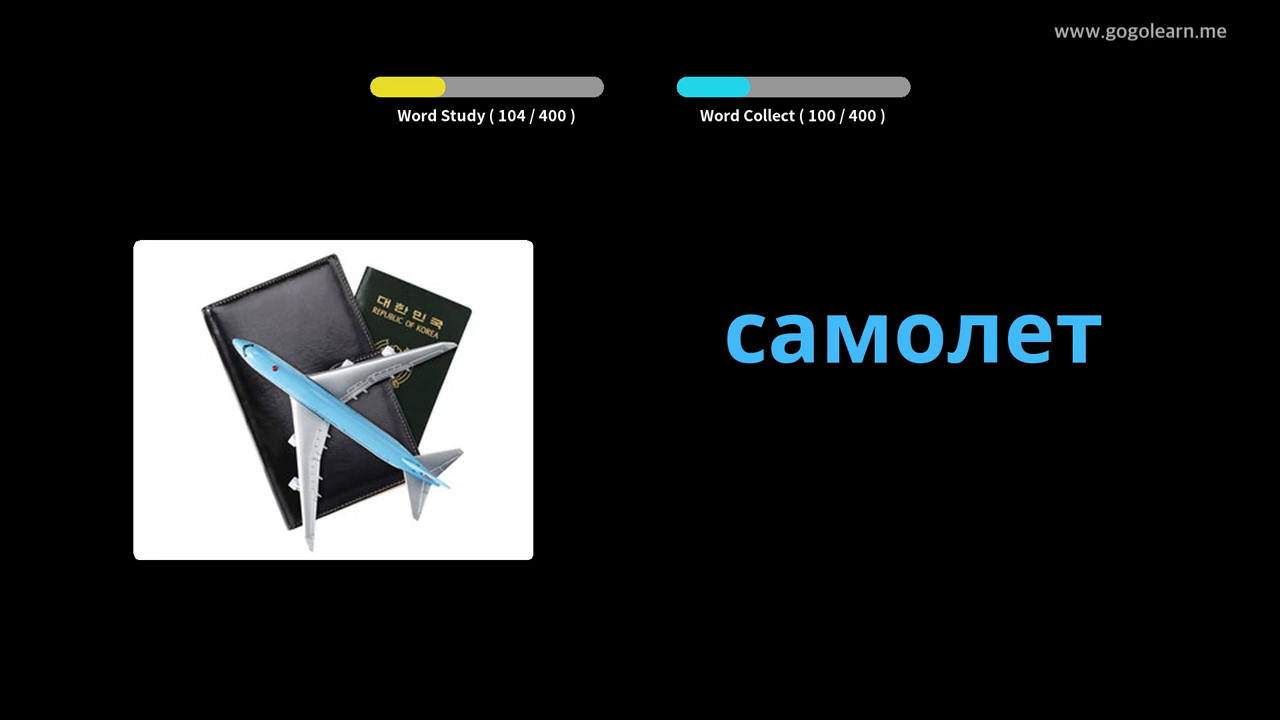 www.gogolearn.me
Word Study ( 104 / 400 )
Word Collect ( 100 / 400 )
대한민국
REPUBLIC OF KOREA
самолет